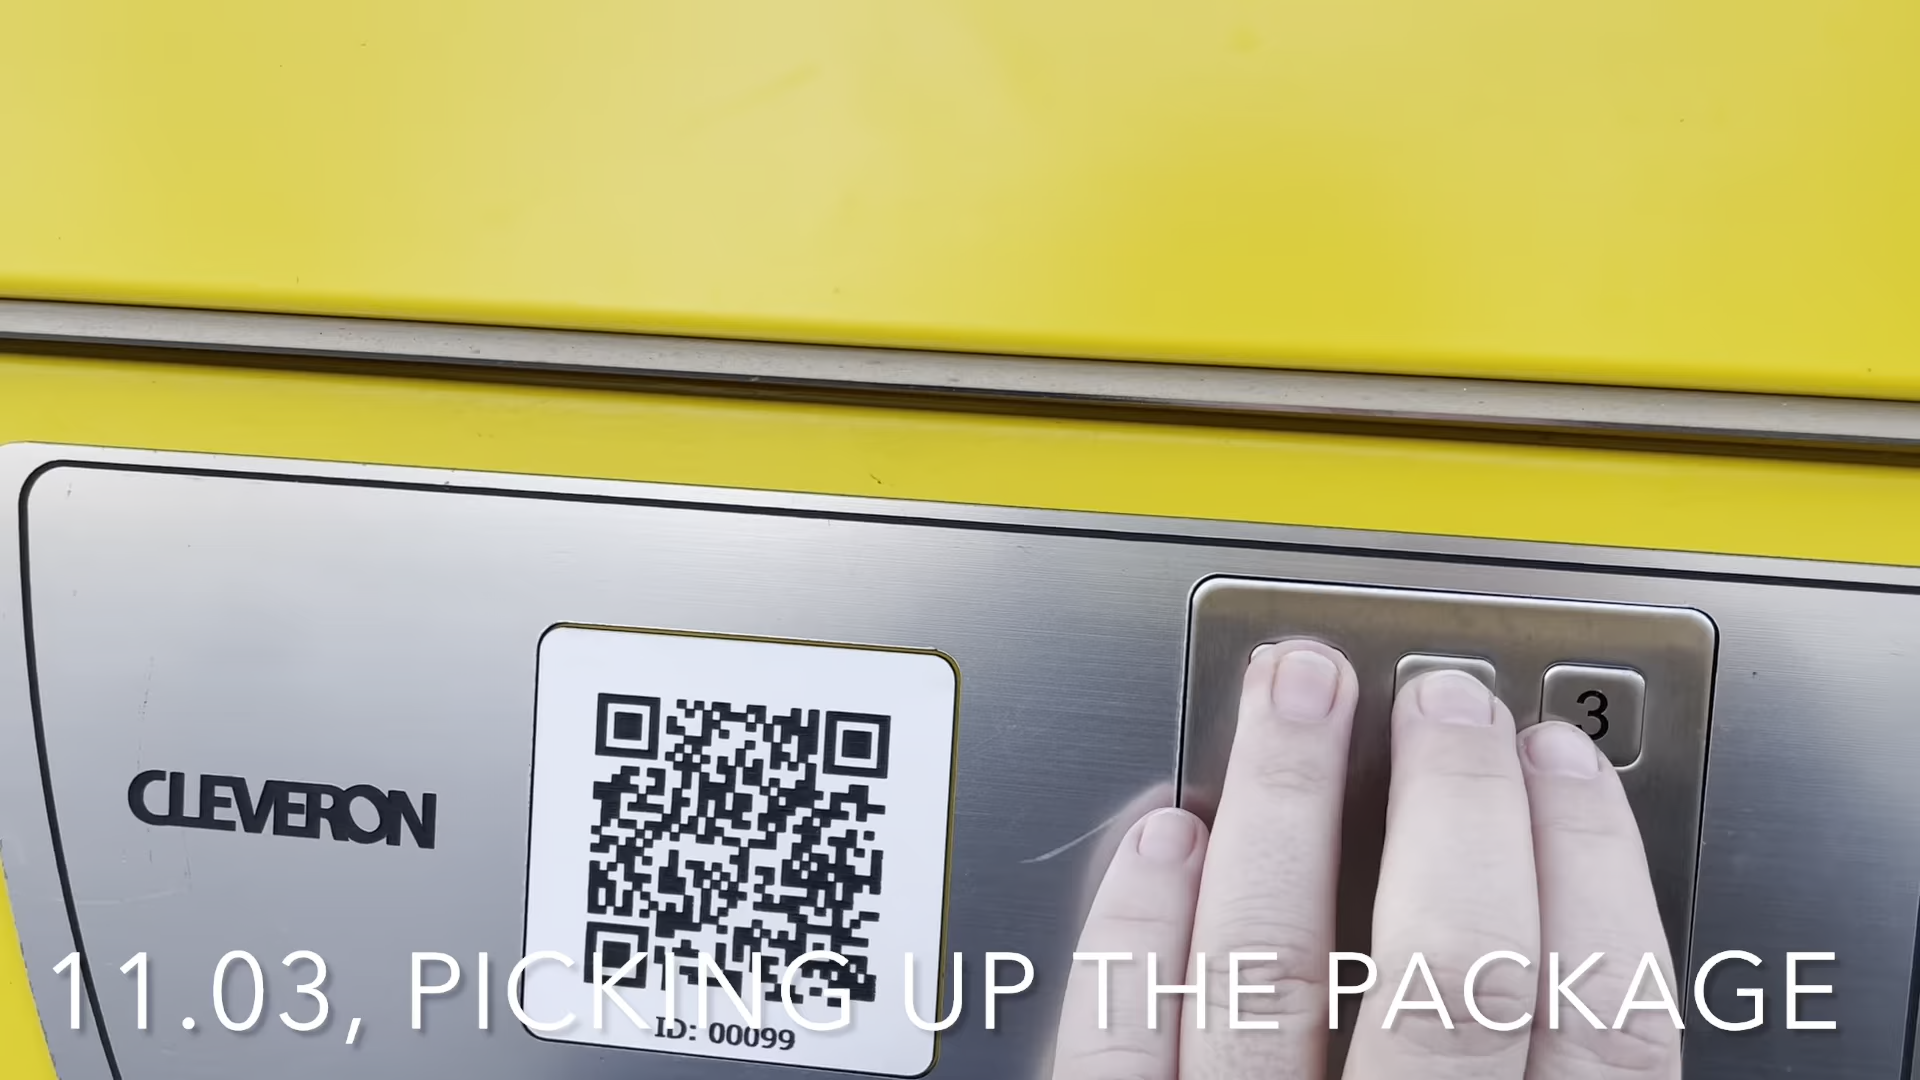 3
CLEVERON
11.03, PICKING UP THE PACKAGE
ID: 00099